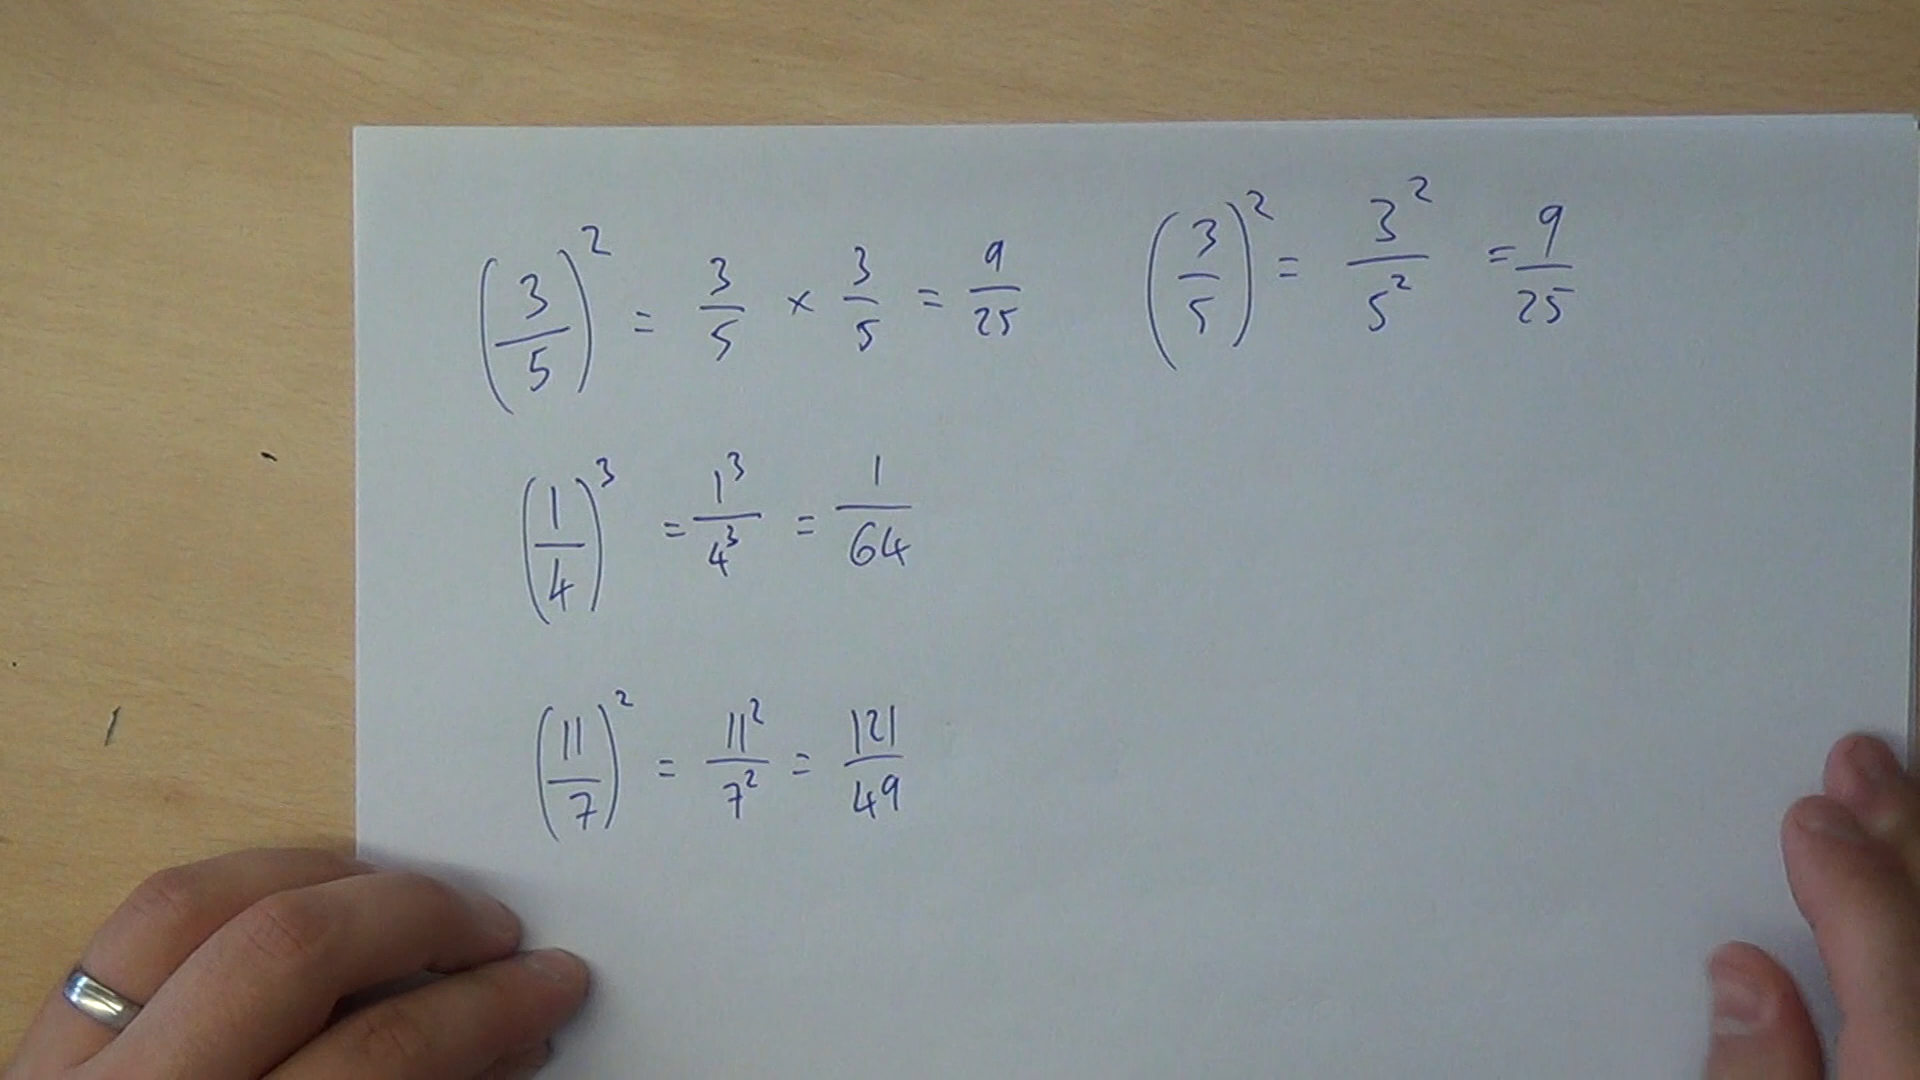 (3/5)² = 3/5 × 3/5 = 9/25
(3/5)² = 3²/5² = 9/25
(1/4)³ = 1³/4³ = 1/64
(11/7)² = 11²/7² = 121/49